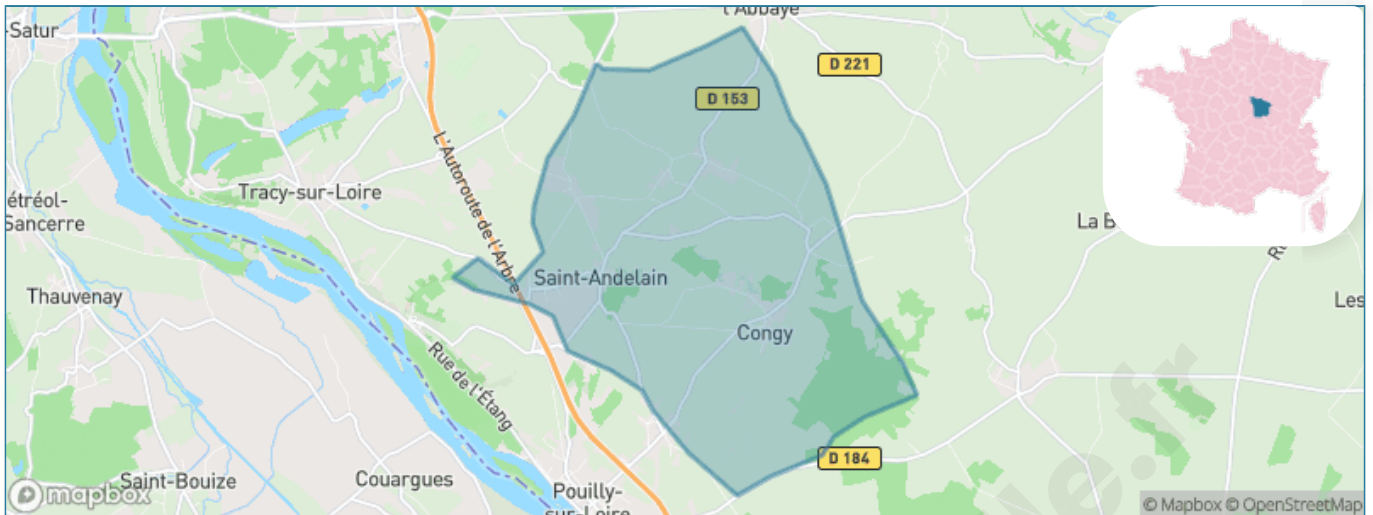 l'Abbaye
-Satur
D 221
D 153
L'Autoroute de l'Arbre
Tracy-sur-Loire
étréol-
Sancerre
La B
Saint-Andelain
Thauvenay
Les
Congy
Rue de l'Étang
D 184
Saint-Bouize
Couargues
Pouilly-
sur-Loire
mapbox
© Mapbox © OpenStreetMap